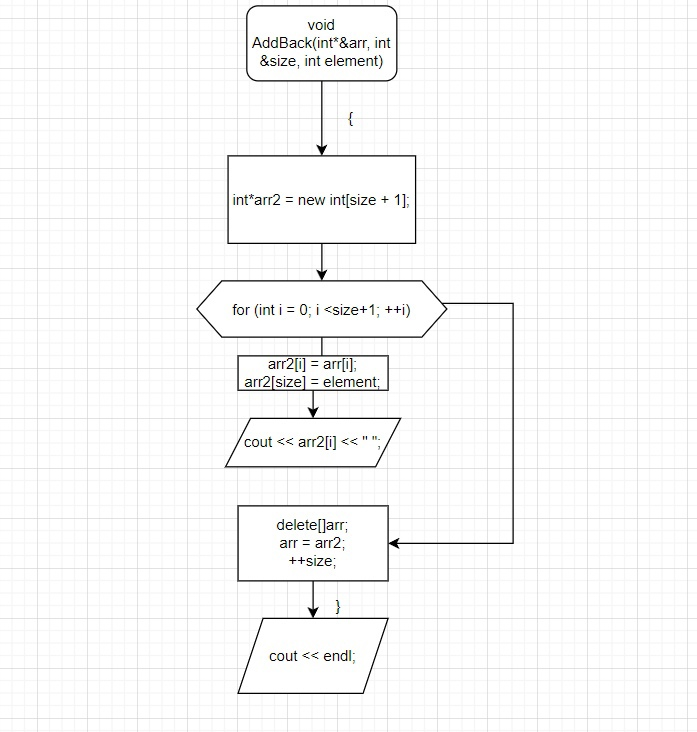 void
AddBack(int*&arr, int
&size, int element)
{
int*arr2 = new int[size + 1];
for (int i = 0; i <size+1; ++i)
arr2[i] = arr[i];
arr2[size] = element;
cout << arr2[i] << " ";
delete[]arr;
arr = arr2;
++size;
}
cout << endl;